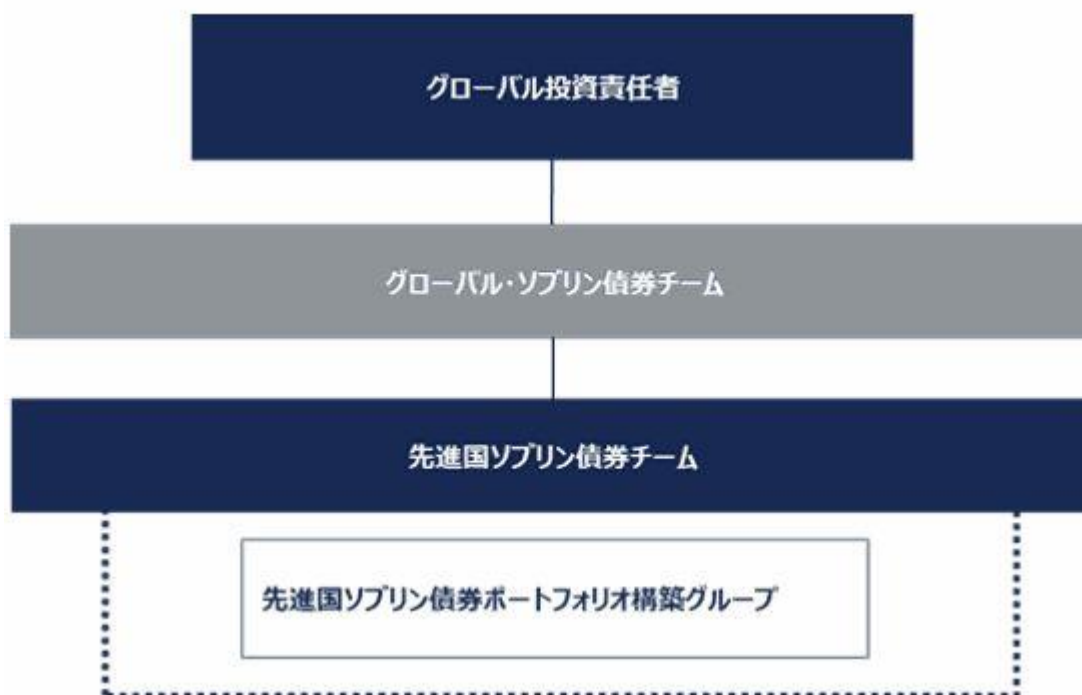 グローバル投資責任者
グローバル・ソブリン債券チーム
先進国ソブリン債券チーム
先進国ソブリン債券ポートフォリオ構築グループ